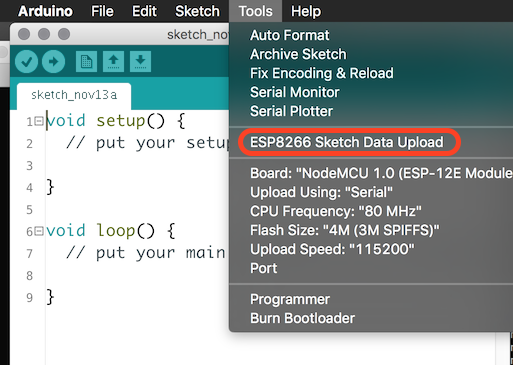 Arduino File Edit Sketch Tools Help
sketch_nov
sketch_nov13a
1 void setup() {
2 // put your setup
3
4 }
5
6 void loop() {
7 // put your main
8
9 }
Auto Format
Archive Sketch
Fix Encoding & Reload
Serial Monitor
Serial Plotter
ESP8266 Sketch Data Upload
Board: "NodeMCU 1.0 (ESP-12E Module
Upload Using: "Serial"
CPU Frequency: "80 MHz"
Flash Size: "4M (3M SPIFFS)"
Upload Speed: "115200"
Port
Programmer
Burn Bootloader